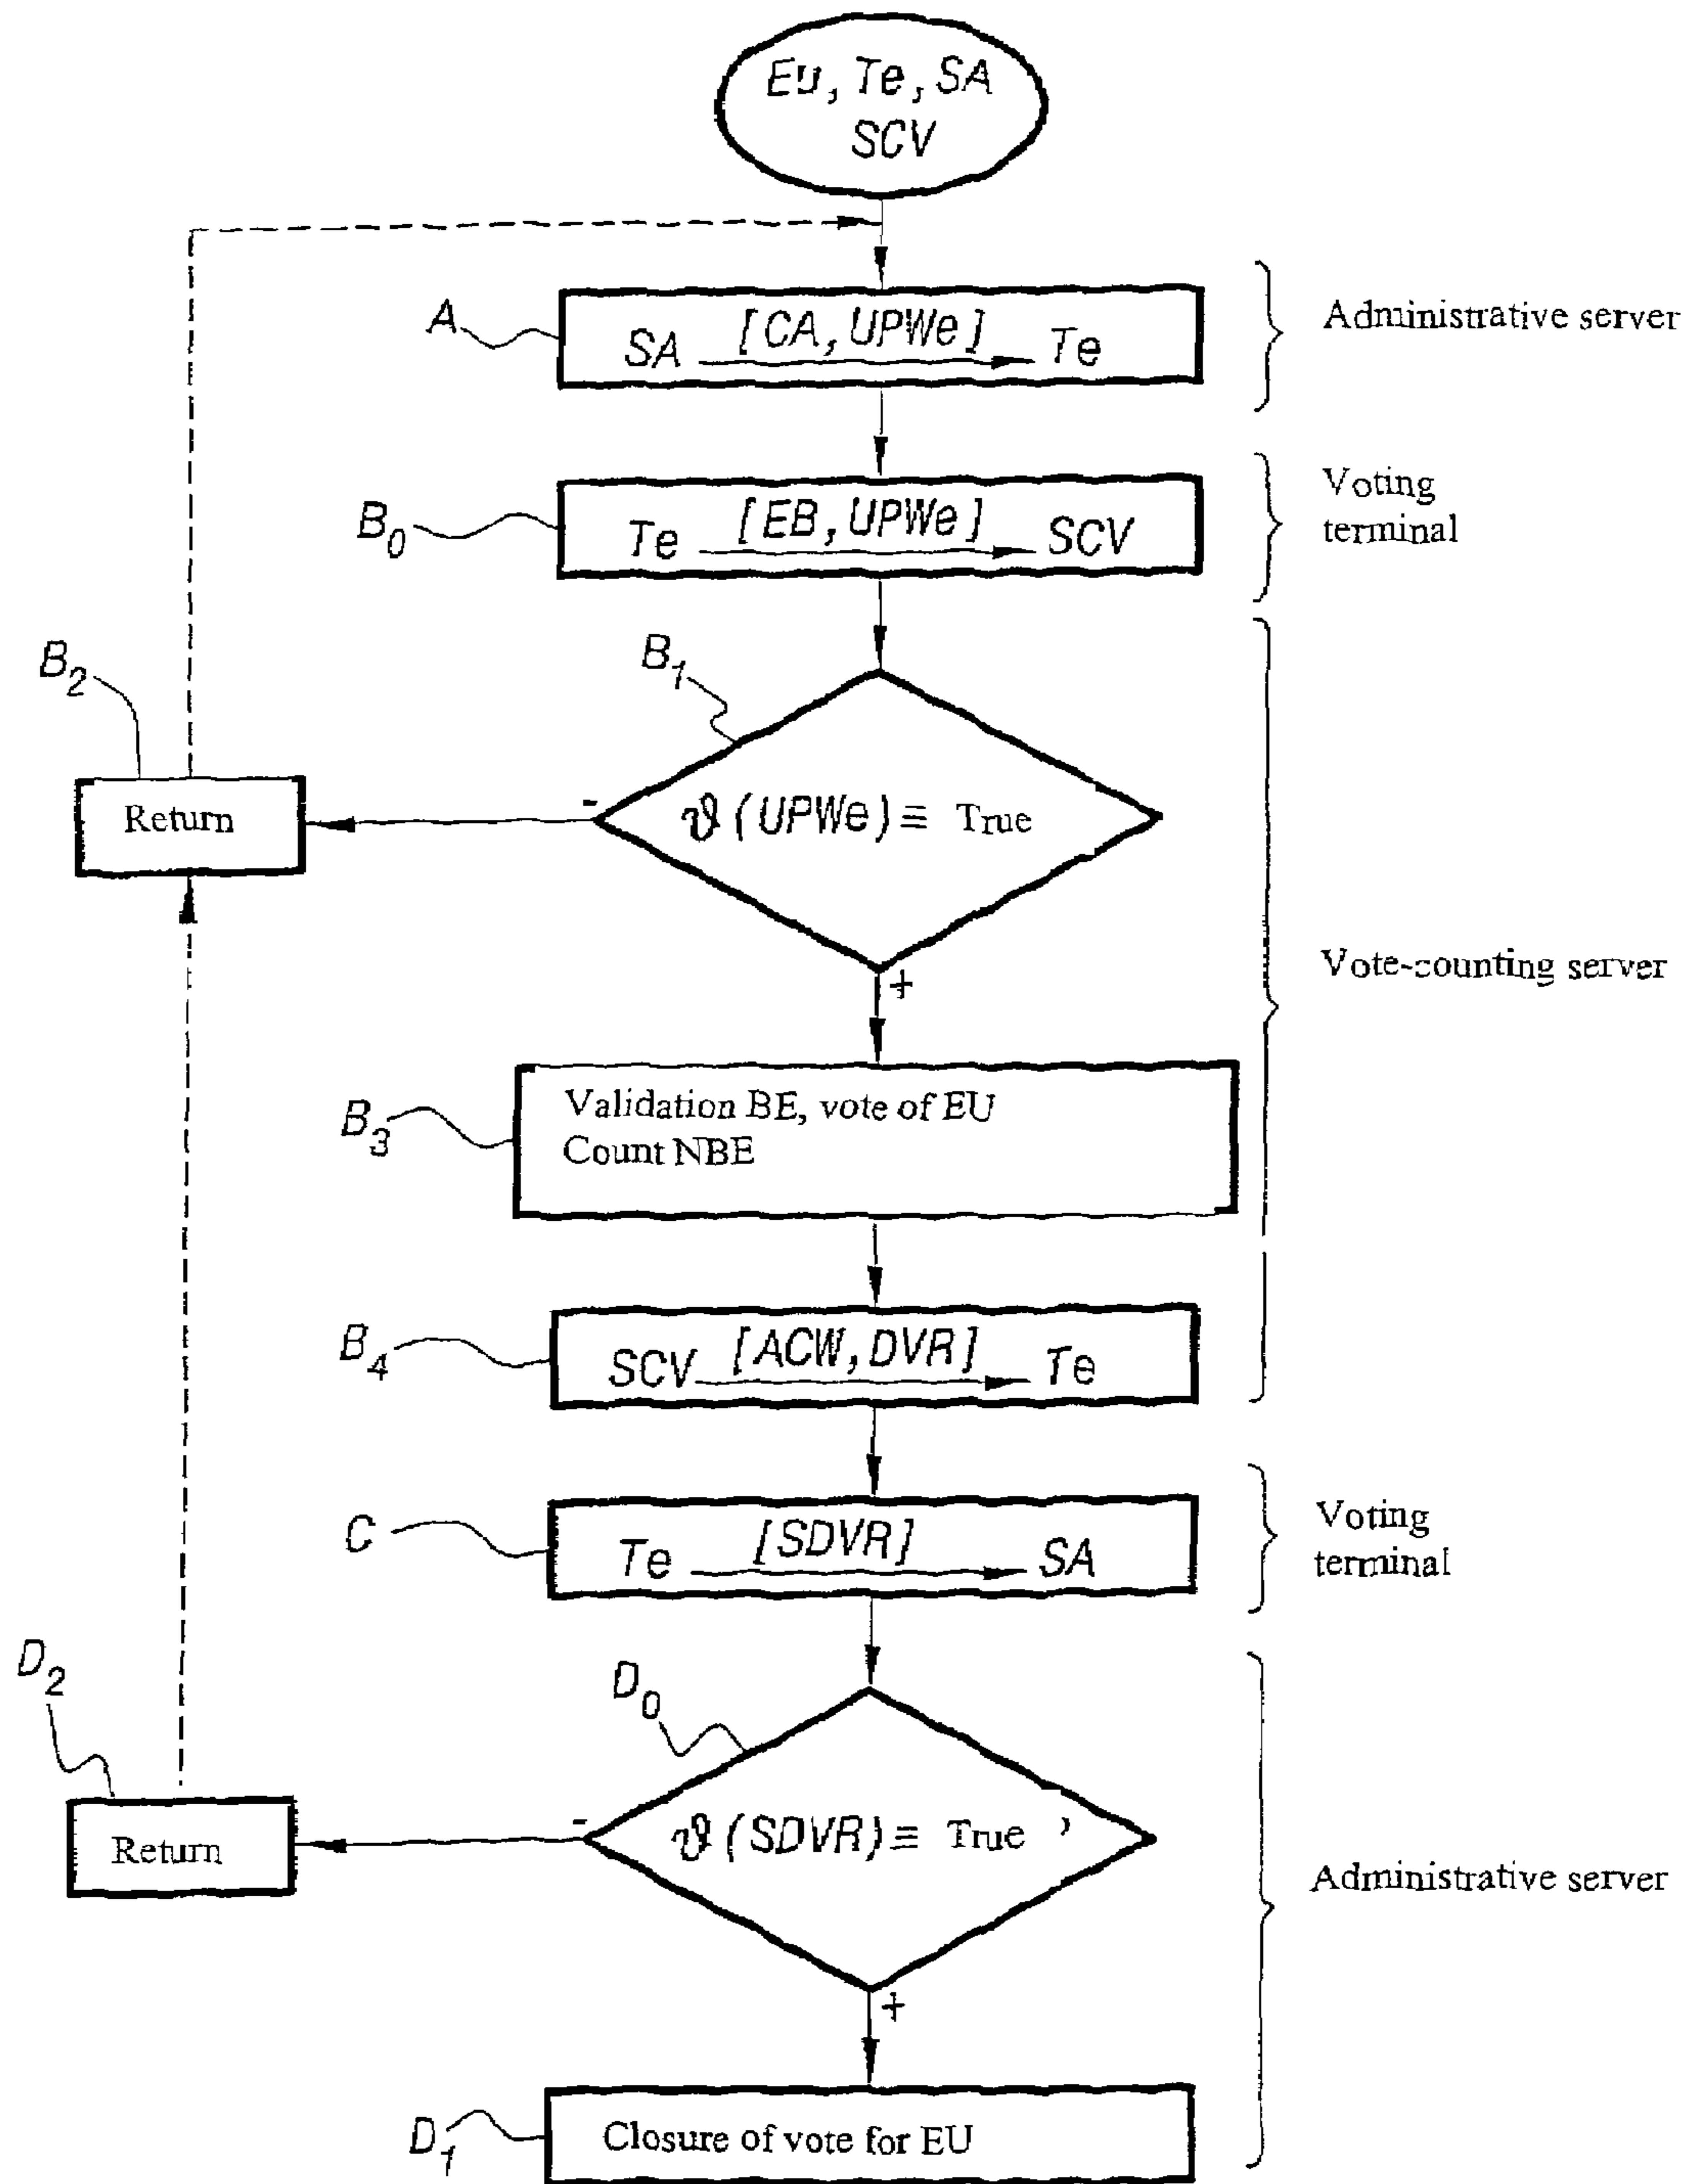 Eu, Te, SA
SCV
A
SA [CA, UPWe] Te
Administrative server
B0
Te [EB, UPWe] SCV
Voting
terminal
B1
B2
Return
-
ϑ (UPWe) ≡ True
+
Vote-counting server
B3
Validation BE, vote of EU
Count NBE
B4
SCV [ACW, DVR] Te
C
Te [SDVR] SA
Voting
terminal
D0
D2
Return
-
ϑ (SDVR) ≡ True
+
Administrative server
D1
Closure of vote for EU